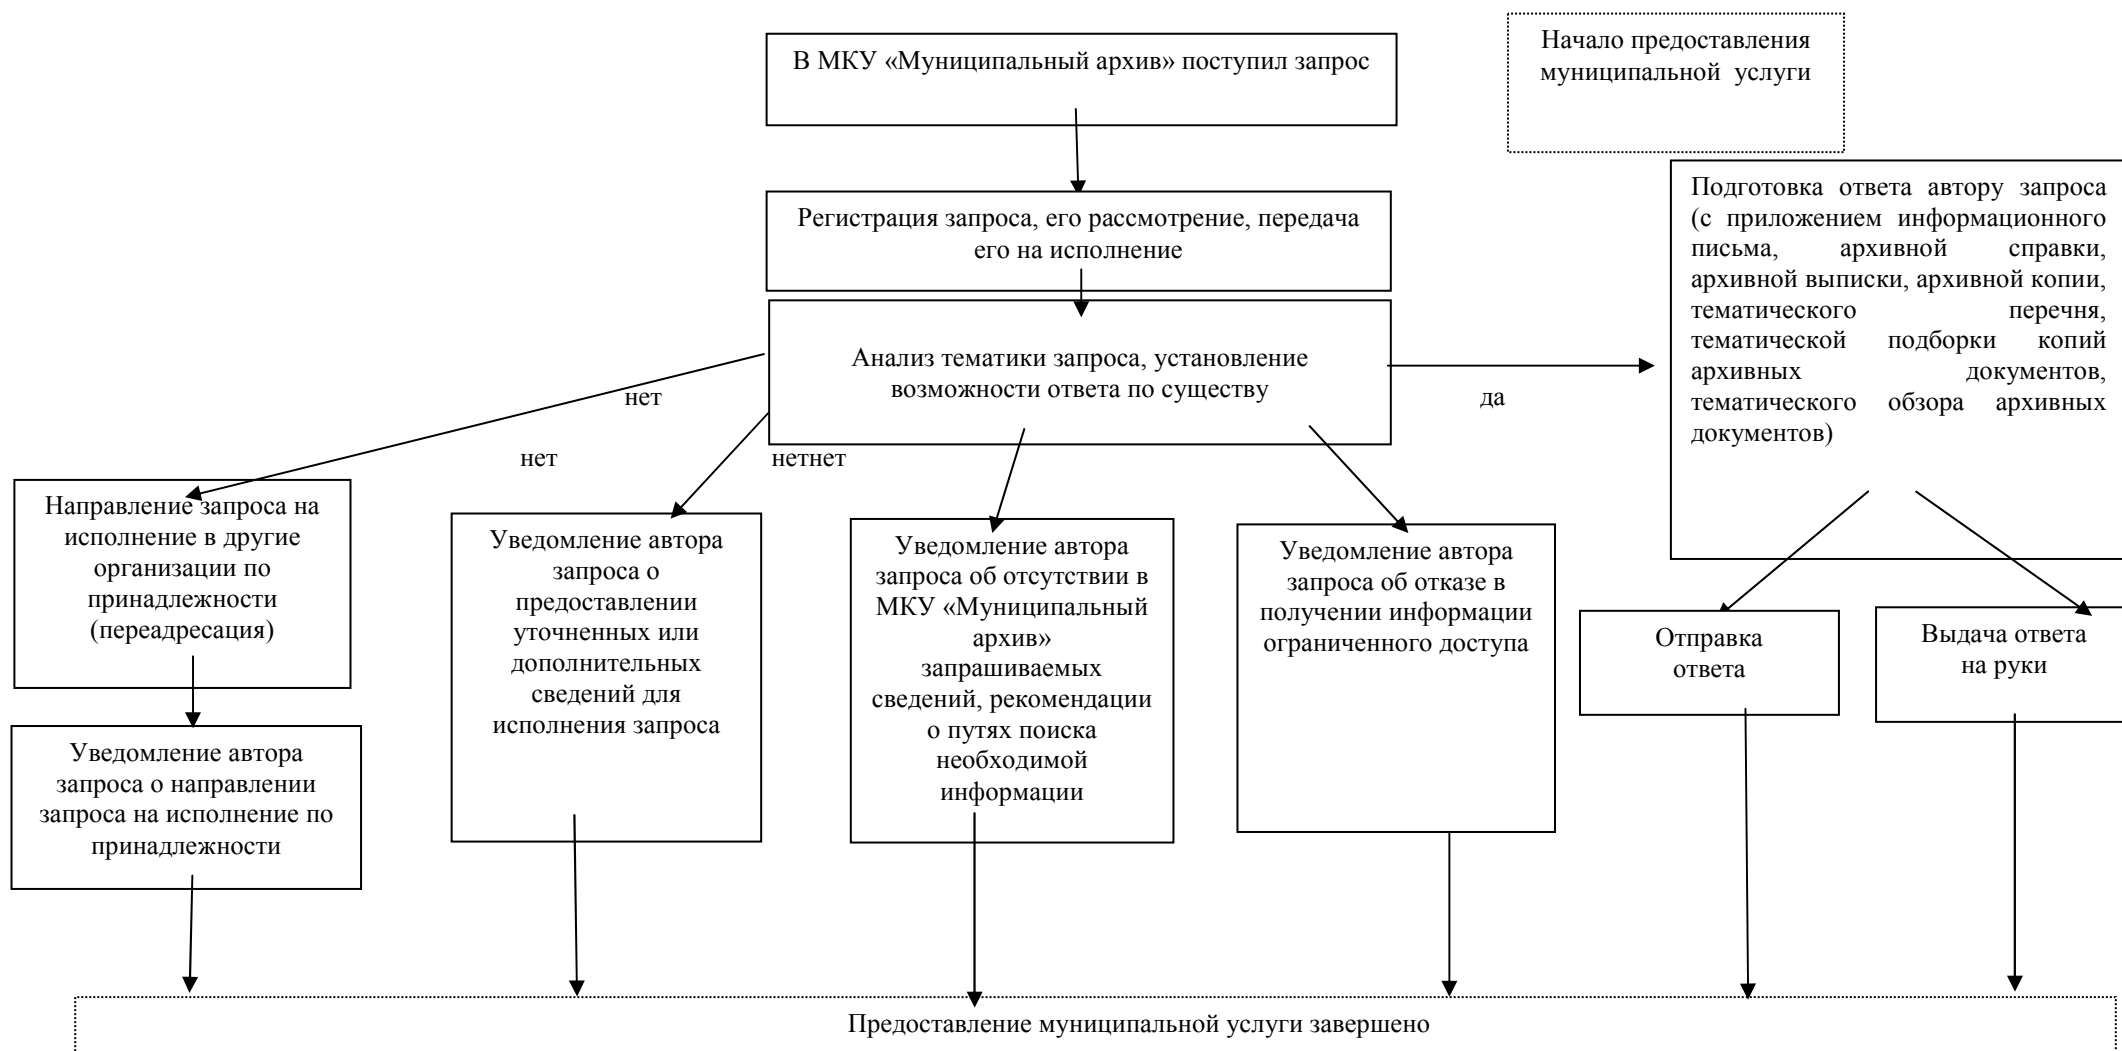 В МКУ «Муниципальный архив» поступил запрос
Начало предоставления
муниципальной услуги
Регистрация запроса, его рассмотрение, передача
его на исполнение
Подготовка ответа автору запроса
(с приложением информационного
письма, архивной справки,
архивной выписки, архивной копии,
тематического перечня,
тематической подборки копий
архивных документов,
тематического обзора архивных
документов)
Анализ тематики запроса, установление
возможности ответа по существу
нет
да
нет
нетнет
Направление запроса на
исполнение в другие
организации по
принадлежности
(переадресация)
Уведомление автора
запроса о
предоставлении
уточненных или
дополнительных
сведений для
исполнения запроса
Уведомление автора
запроса об отсутствии в
МКУ «Муниципальный
архив»
запрашиваемых
сведений, рекомендации
о путях поиска
необходимой
информации
Уведомление автора
запроса об отказе в
получении информации
ограниченного доступа
Отправка
ответа
Выдача ответа
на руки
Уведомление автора
запроса о направлении
запроса на исполнение по
принадлежности
Предоставление муниципальной услуги завершено